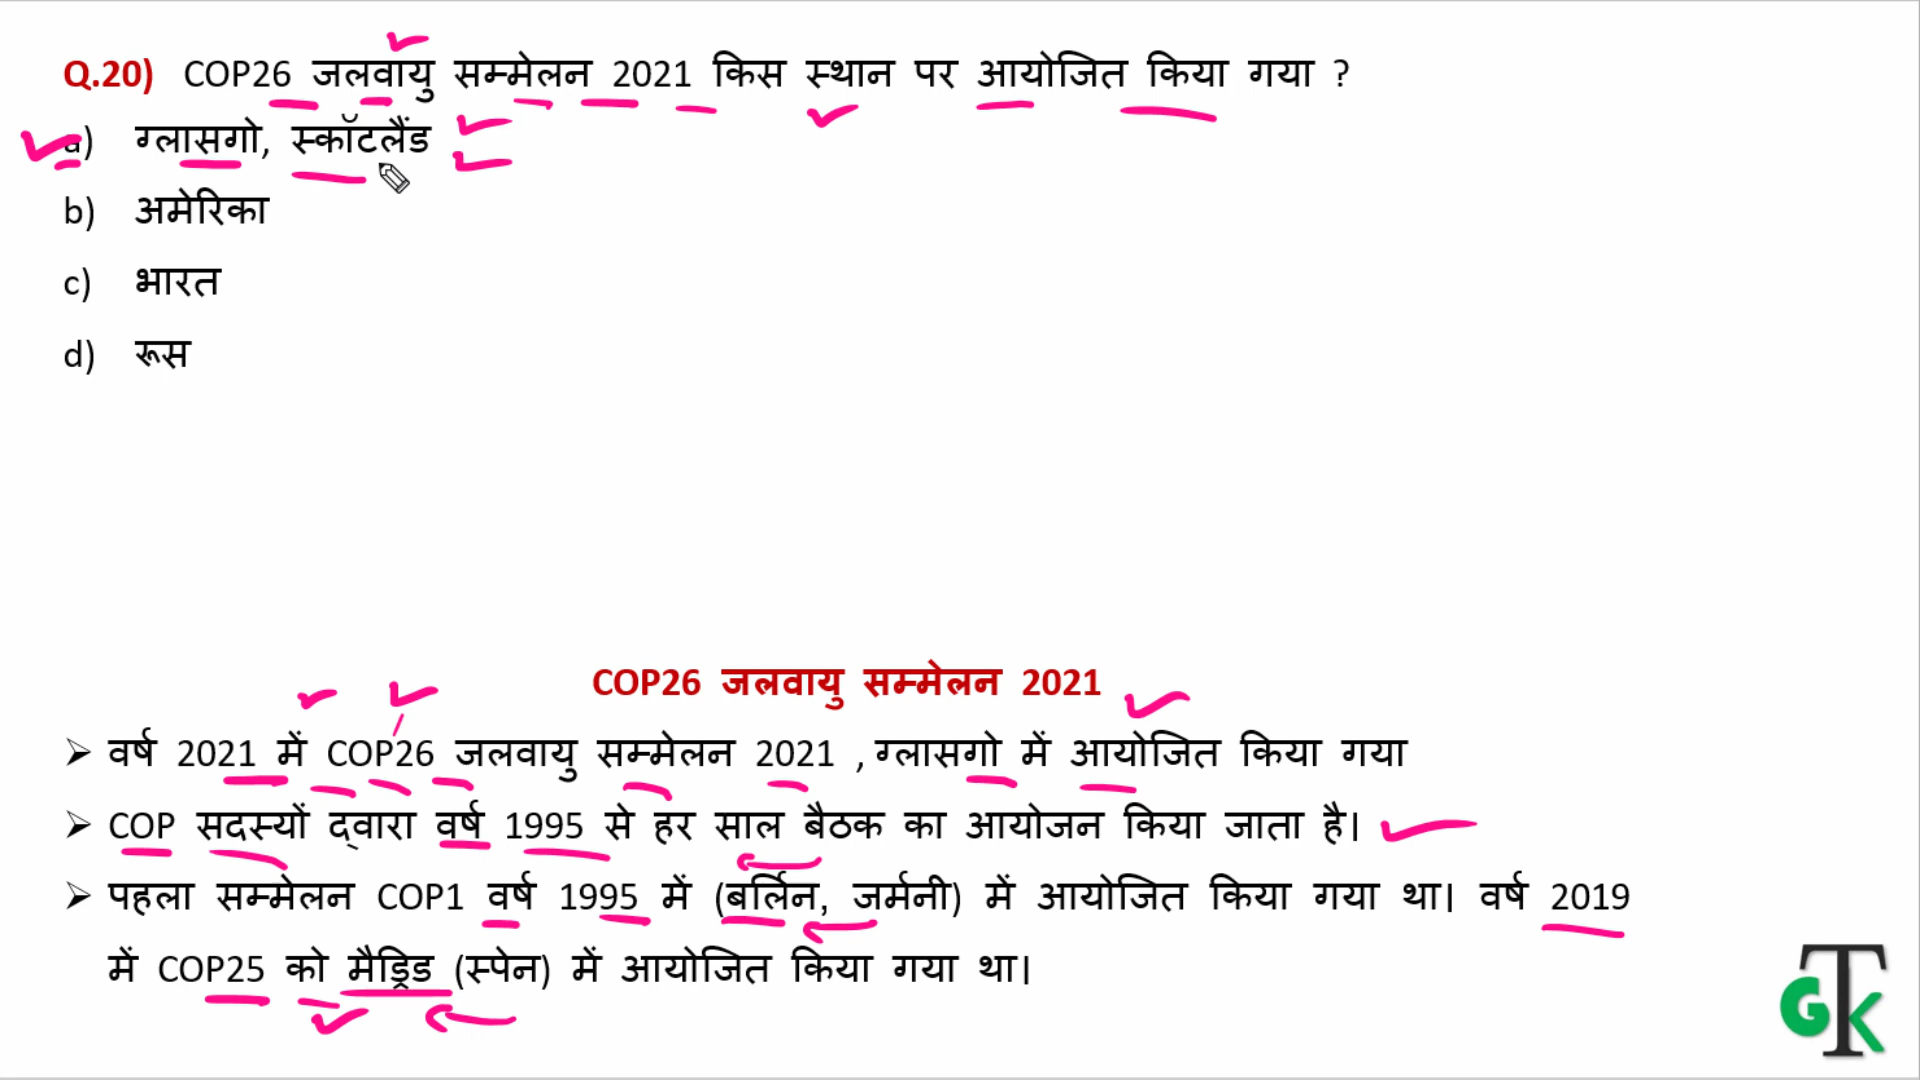 Q.20) COP26 जलवायु सम्मेलन 2021 किस स्थान पर आयोजित किया गया ?
a) ग्लासगो, स्कॉटलैंड
b) अमेरिका
c) भारत
d) रूस
COP26 जलवायु सम्मेलन 2021
➢ वर्ष 2021 में COP26 जलवायु सम्मेलन 2021 , ग्लासगो में आयोजित किया गया
➢ COP सदस्यों द्वारा वर्ष 1995 से हर साल बैठक का आयोजन किया जाता है।
➢ पहला सम्मेलन COP1 वर्ष 1995 में (बर्लिन, जर्मनी) में आयोजित किया गया था। वर्ष 2019
में COP25 को मैड्रिड (स्पेन) में आयोजित किया गया था।
GTK